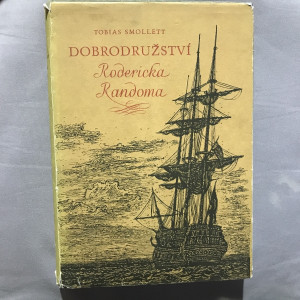 TOBIAS SMOLLETT
DOBRODRUŽSTVÍ
Rodericka
Randoma